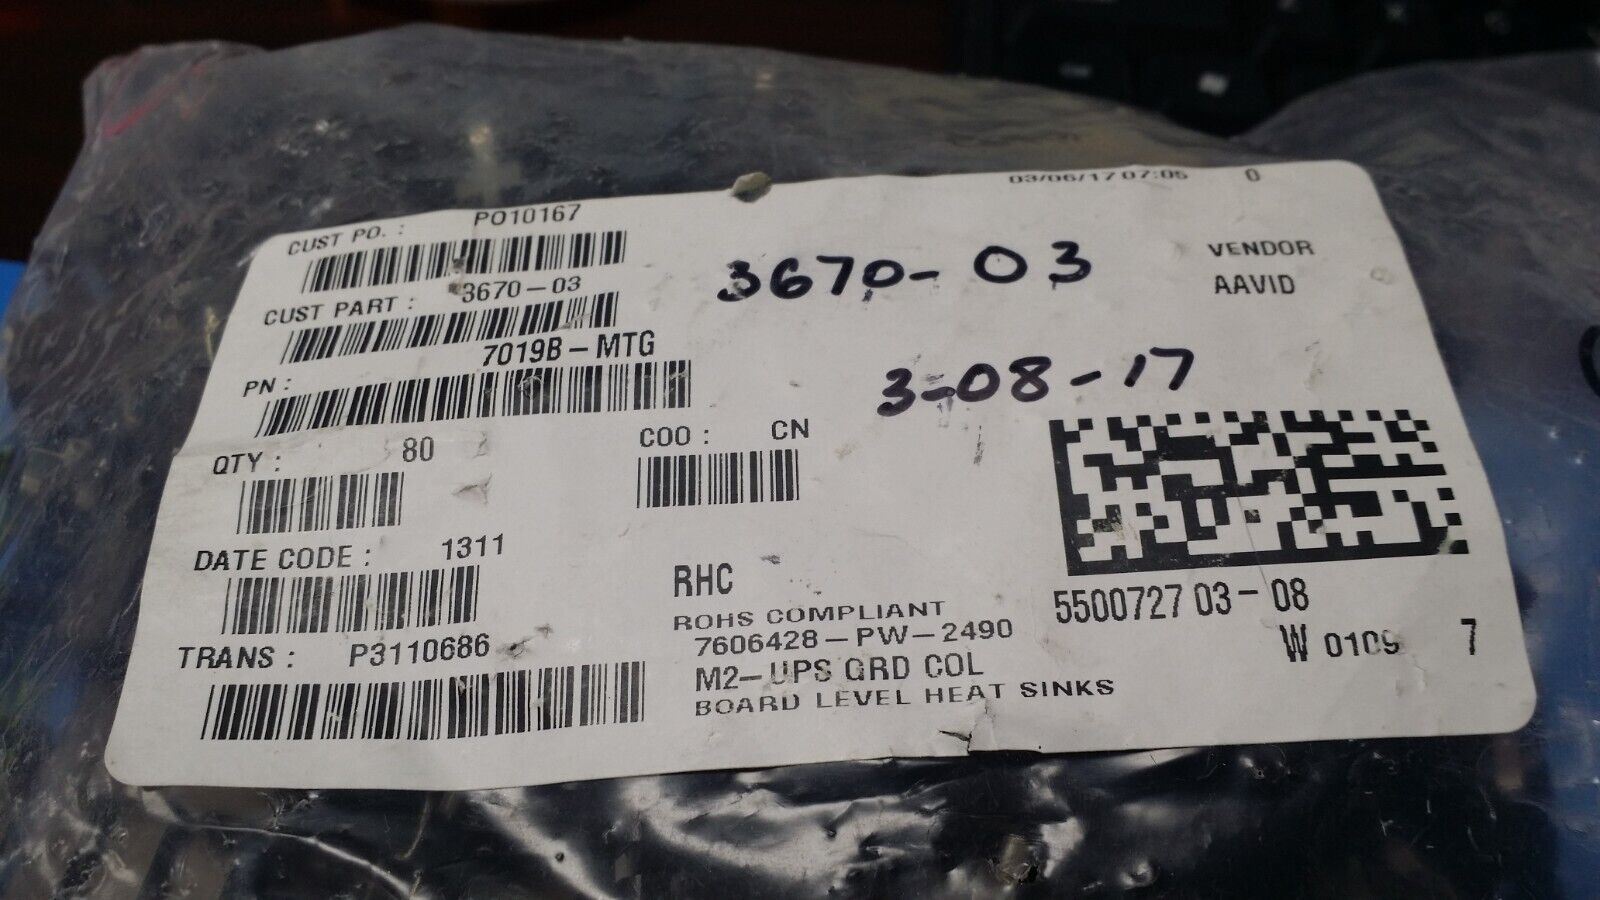 03/06/17 07:05 0
CUST PO. : PO10167
CUST PART : 3670-03
3670-03
VENDOR
AAVID
PN : 7019B-MTG
3-08-17
QTY : 80
COO : CN
DATE CODE : 1311
RHC
ROHS COMPLIANT
TRANS : P3110686
7606428-PW-2490
M2-UPS GRD COL
BOARD LEVEL HEAT SINKS
5500727 03-08
W 0109 7